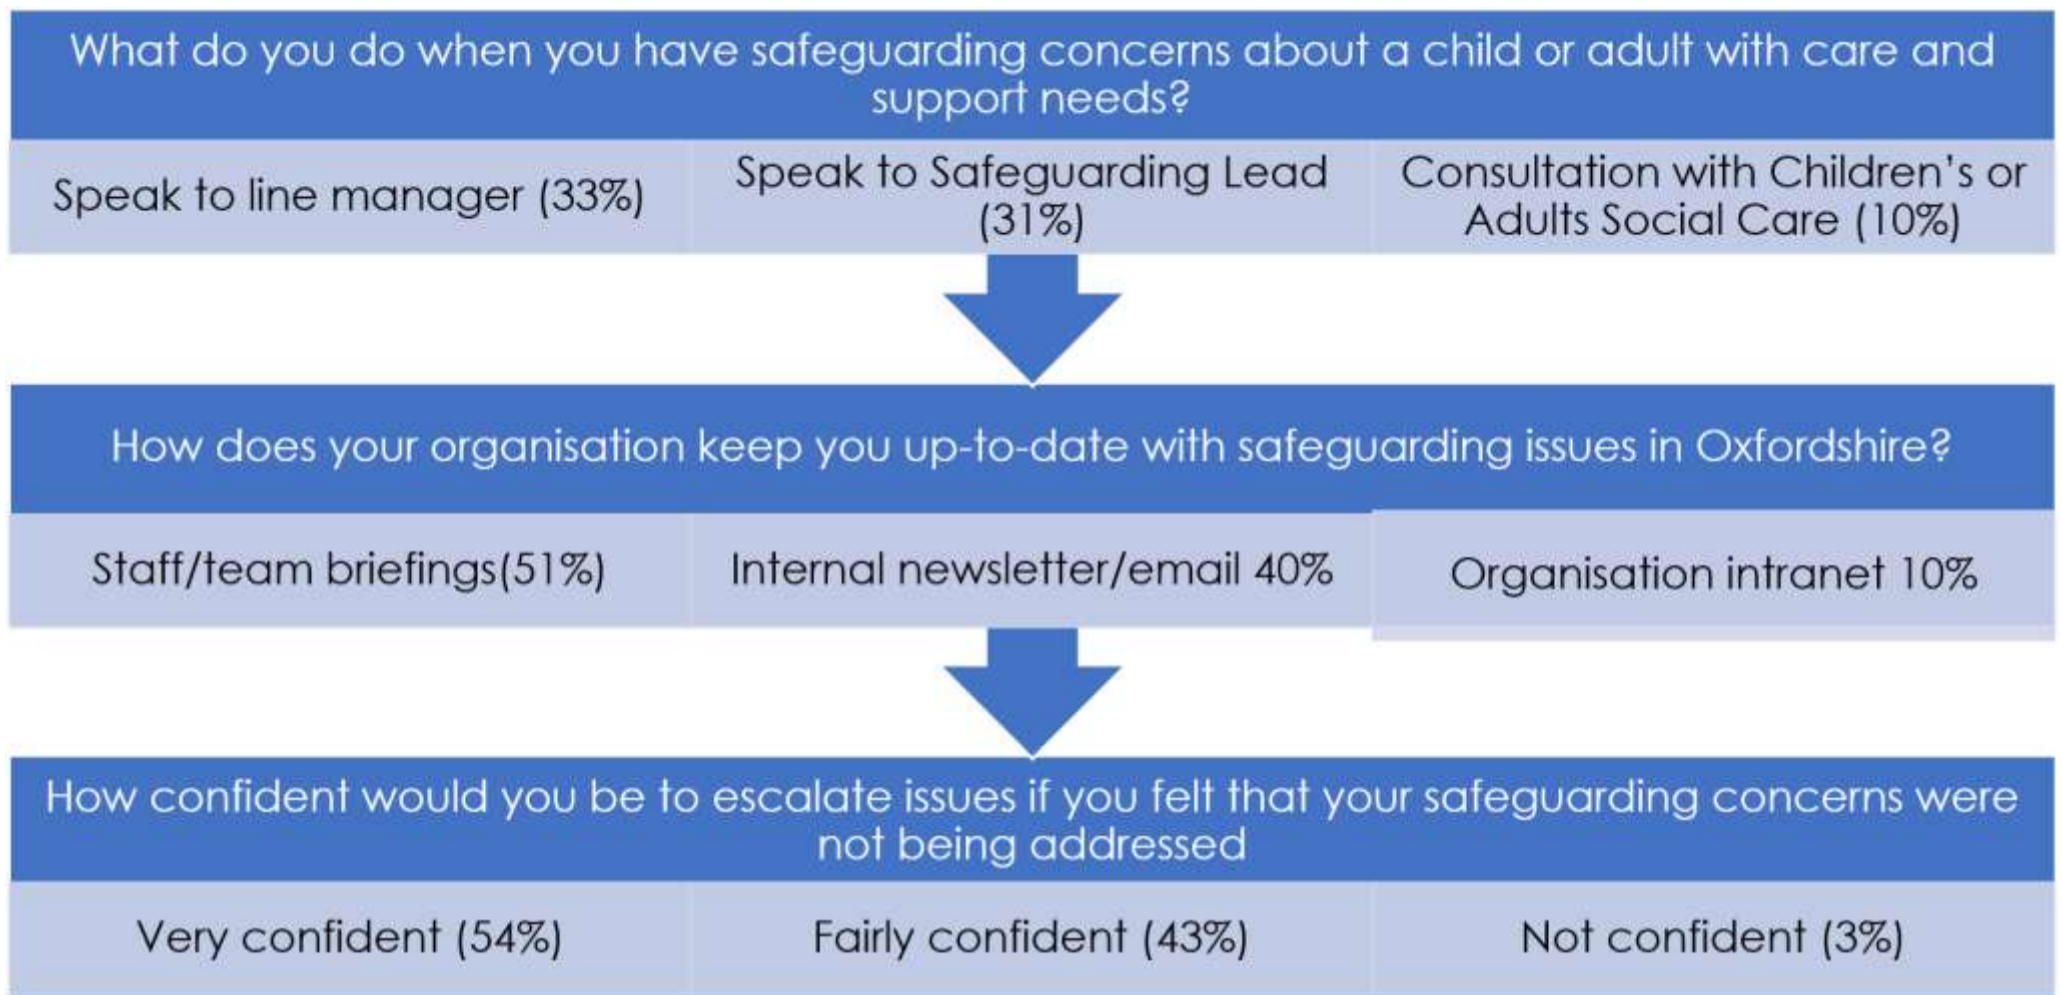 What do you do when you have safeguarding concerns about a child or adult with care and
support needs?
Speak to line manager (33%)
Speak to Safeguarding Lead
(31%)
Consultation with Children’s or
Adults Social Care (10%)
How does your organisation keep you up-to-date with safeguarding issues in Oxfordshire?
Staff/team briefings(51%)
Internal newsletter/email 40%
Organisation intranet 10%
How confident would you be to escalate issues if you felt that your safeguarding concerns were
not being addressed
Very confident (54%)
Fairly confident (43%)
Not confident (3%)